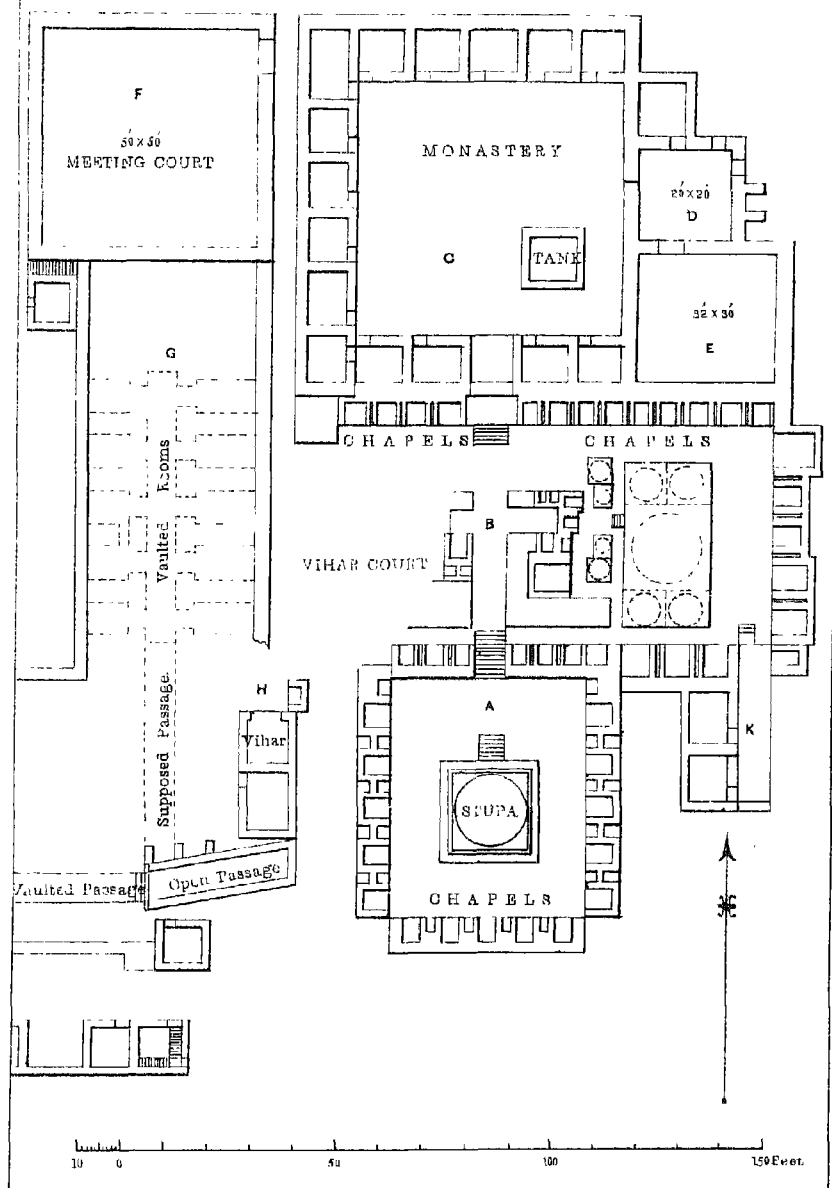 F
50' × 50'
MEETING COURT
MONASTERY
20' × 20'
D
C
TANK
32' × 30'
E
G
CHAPELS
CHAPELS
Vaulted Rooms
B
VIHAR COURT
H
A
Vihar
K
Supposed Passage
STUPA
Open Passage
Vaulted Passage
CHAPELS
10 0 50 100 150 Feet.